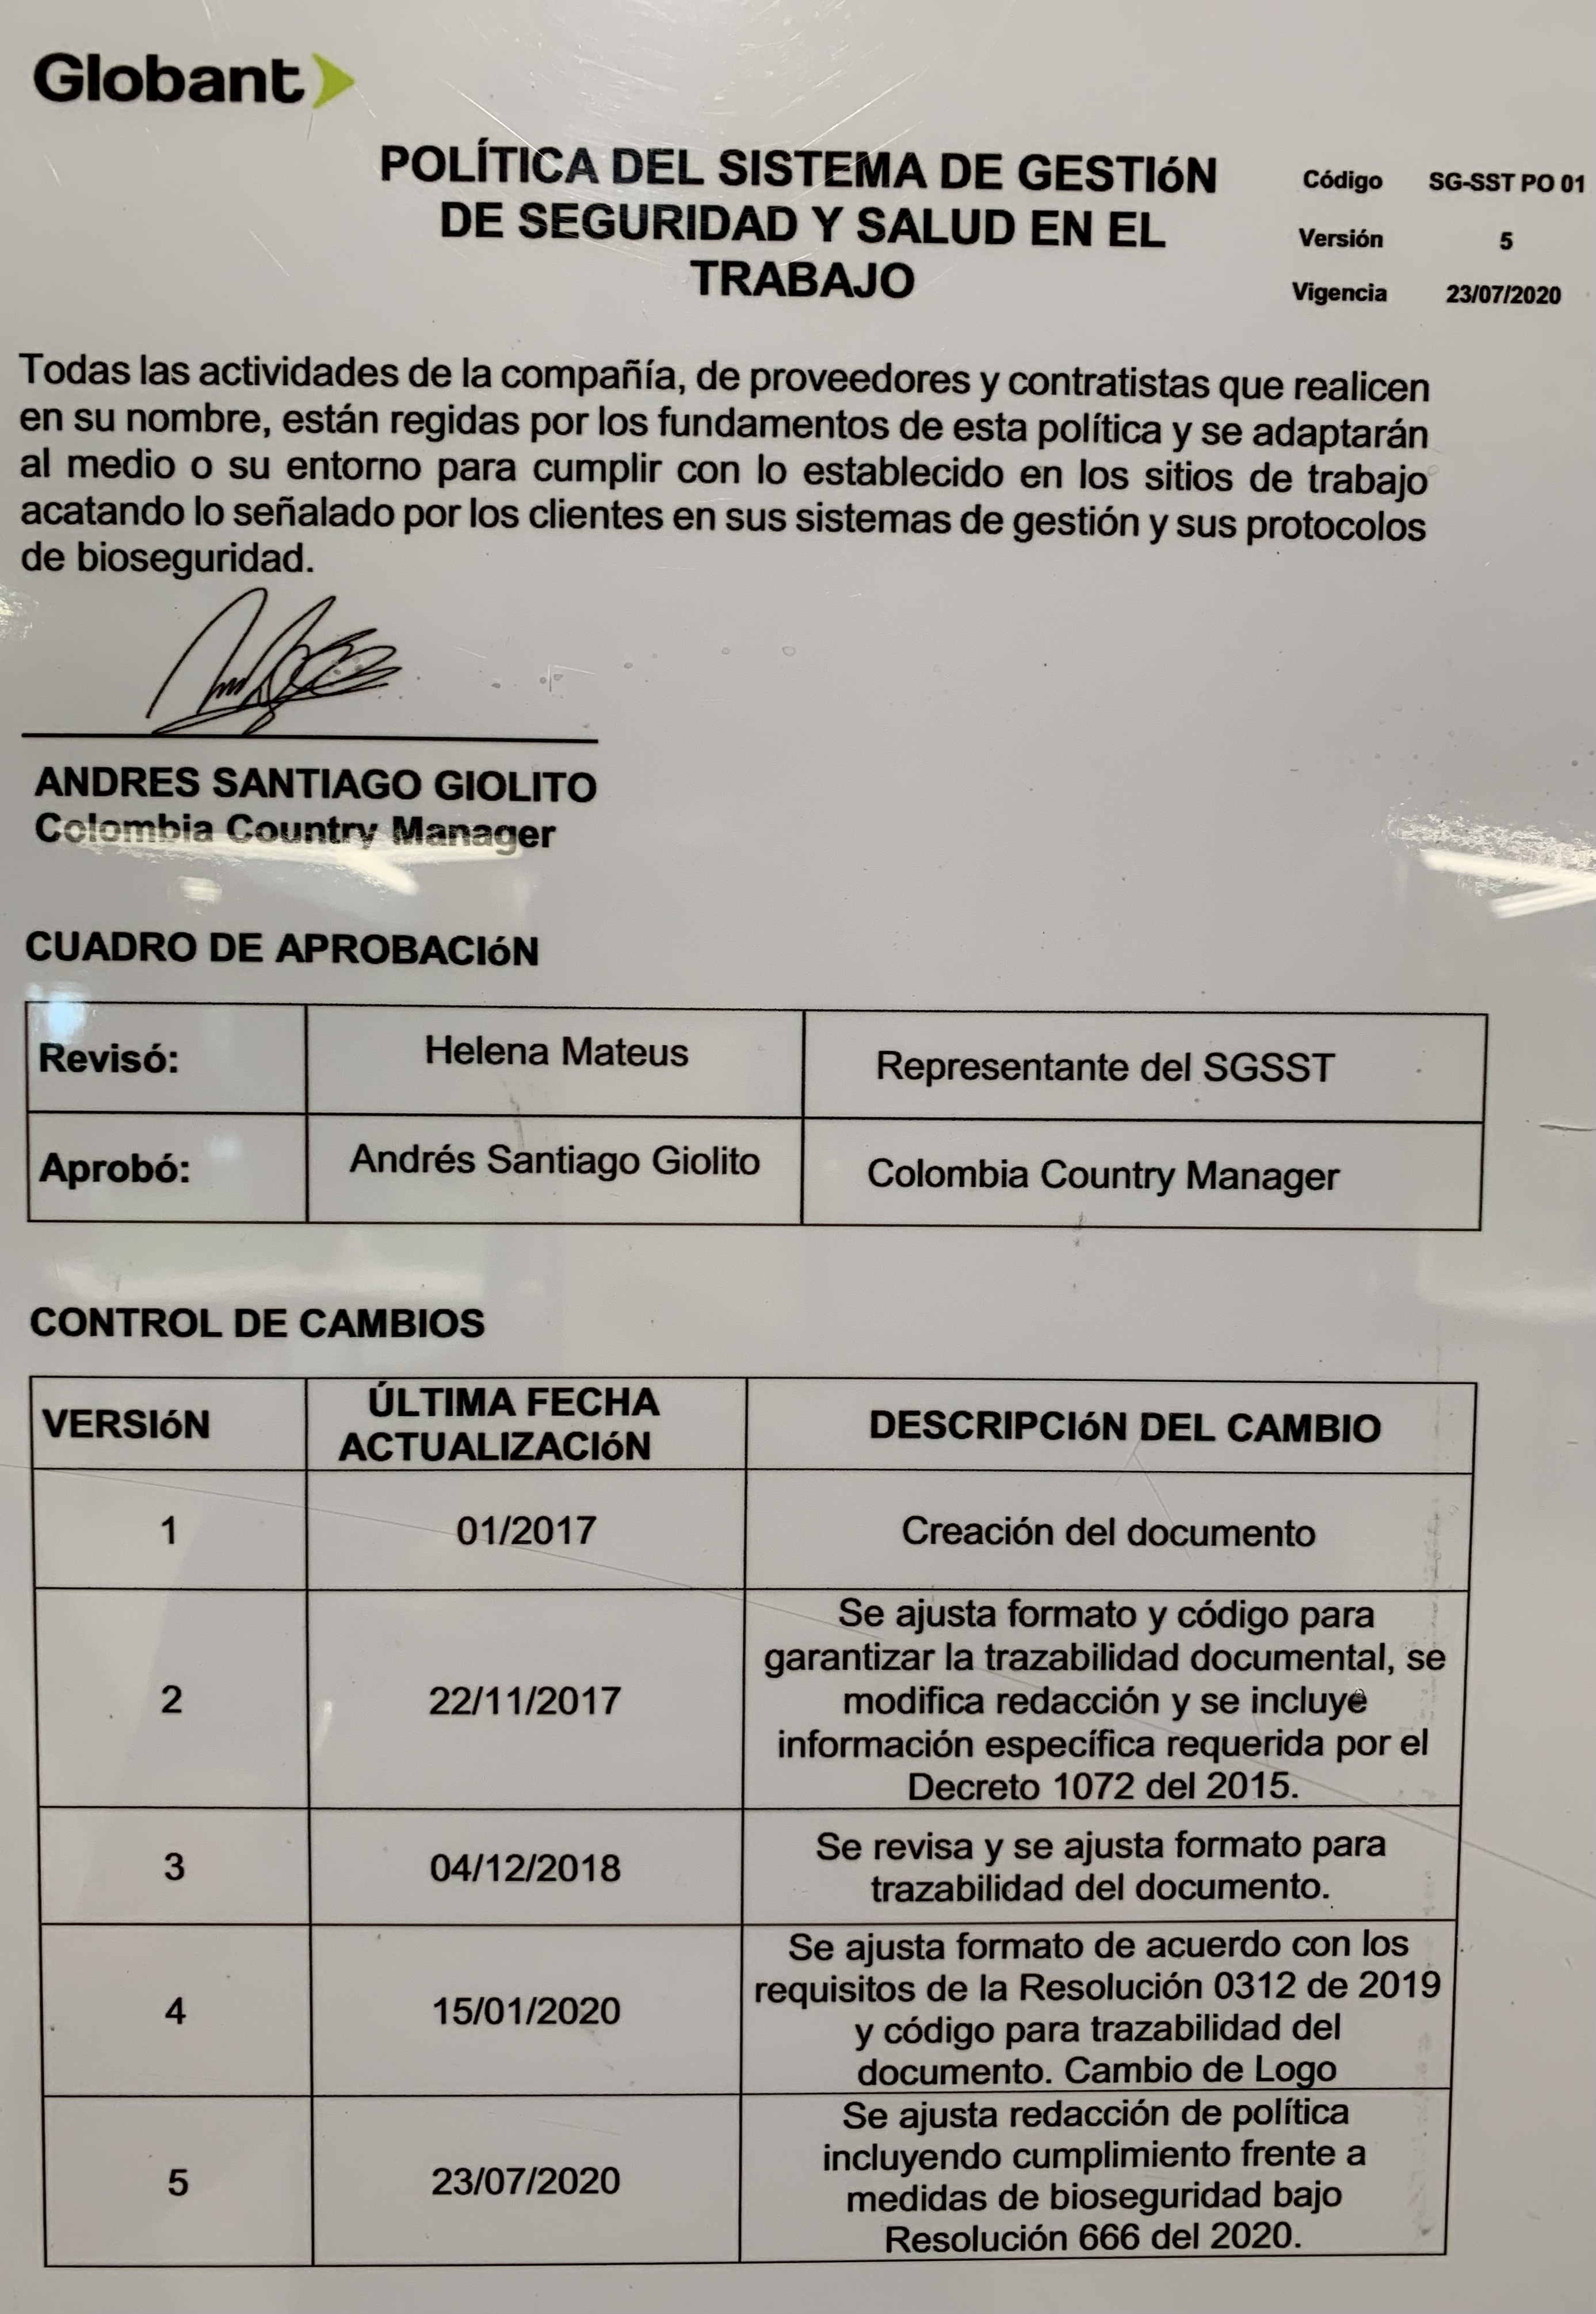 Globant
POLÍTICA DEL SISTEMA DE GESTIóN
DE SEGURIDAD Y SALUD EN EL
TRABAJO
Código SG-SST PO 01
Versión 5
Vigencia 23/07/2020
Todas las actividades de la compañía, de proveedores y contratistas que realicen
en su nombre, están regidas por los fundamentos de esta política y se adaptarán
al medio o su entorno para cumplir con lo establecido en los sitios de trabajo
acatando lo señalado por los clientes en sus sistemas de gestión y sus protocolos
de bioseguridad.
ANDRES SANTIAGO GIOLITO
Colombia Country Manager
CUADRO DE APROBACIóN
Revisó: Helena Mateus Representante del SGSST
Aprobó: Andrés Santiago Giolito Colombia Country Manager
CONTROL DE CAMBIOS
VERSIóN
ÚLTIMA FECHA
ACTUALIZACIóN
DESCRIPCIóN DEL CAMBIO
1
01/2017
Creación del documento
2
22/11/2017
Se ajusta formato y código para
garantizar la trazabilidad documental, se
modifica redacción y se incluye
información específica requerida por el
Decreto 1072 del 2015.
3
04/12/2018
Se revisa y se ajusta formato para
trazabilidad del documento.
4
15/01/2020
Se ajusta formato de acuerdo con los
requisitos de la Resolución 0312 de 2019
y código para trazabilidad del
documento. Cambio de Logo
5
23/07/2020
Se ajusta redacción de política
incluyendo cumplimiento frente a
medidas de bioseguridad bajo
Resolución 666 del 2020.